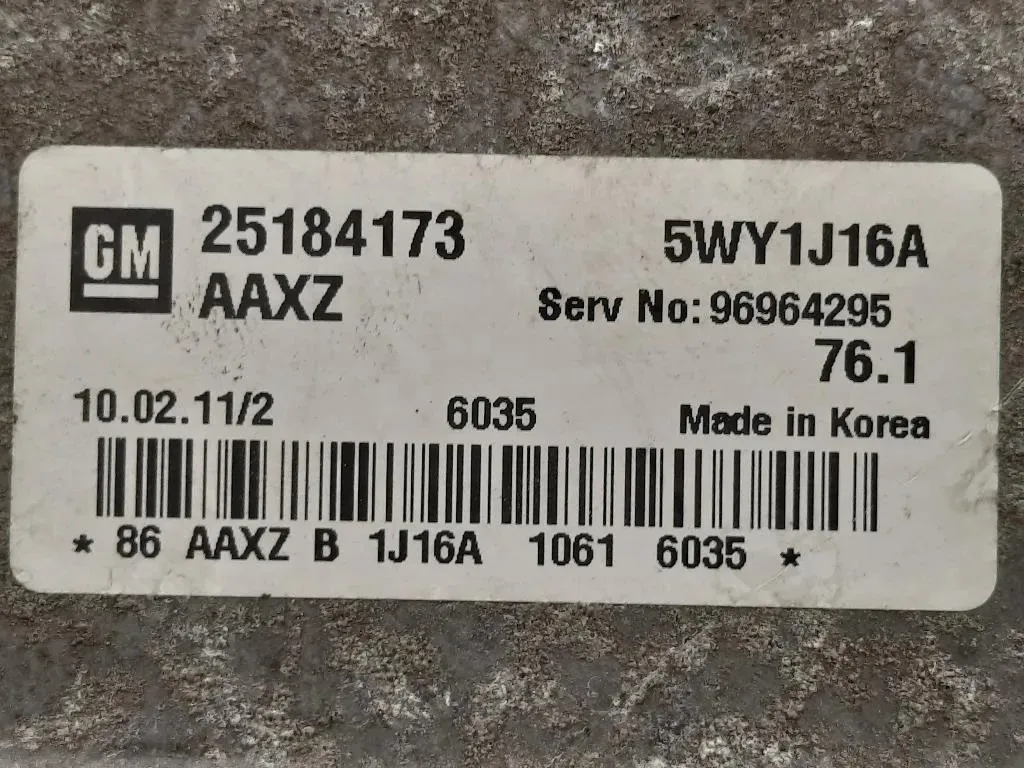 GM 25184173 5WY1J16A
AAXZ Serv No: 96964295
76.1
10.02.11/2 6035 Made in Korea
* 86 AAXZ B 1J16A 1061 6035 *